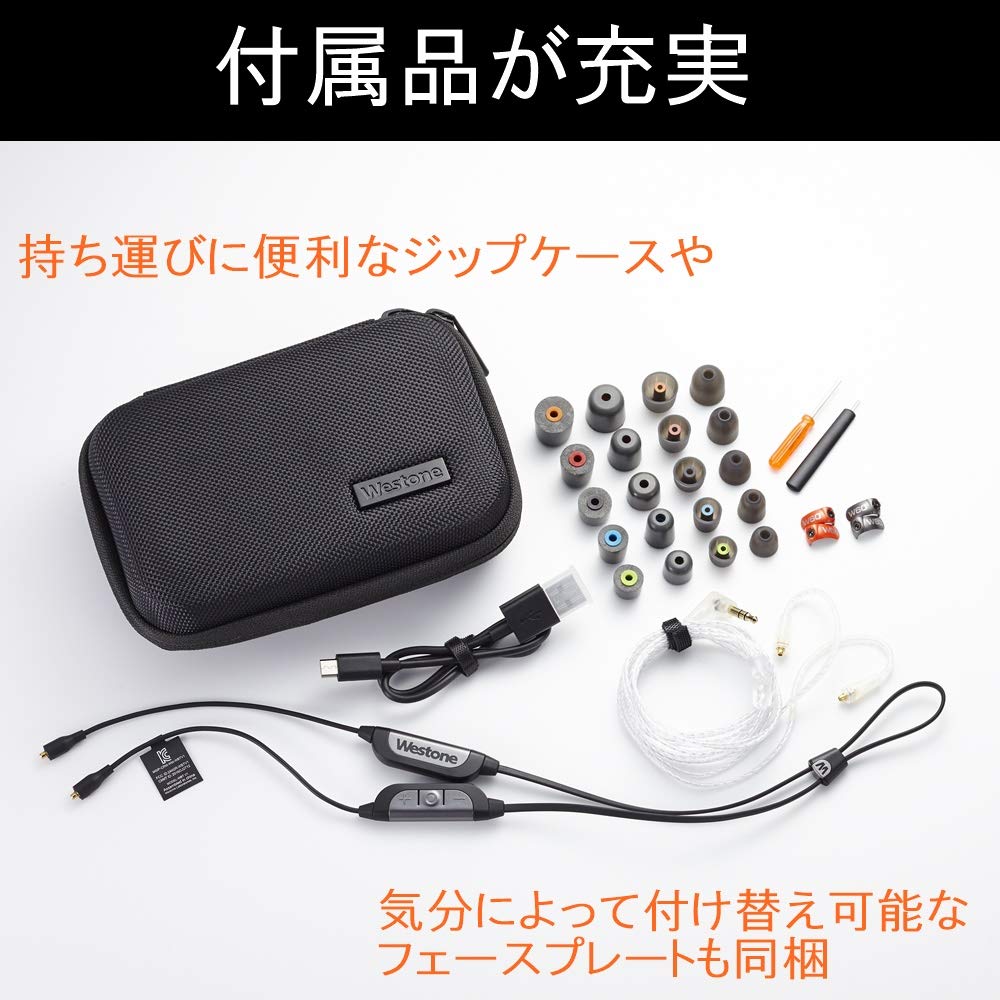 付属品が充実
持ち運びに便利なジップケースや
Westone
W60
W60
Westone
+
-
W
気分によって付け替え可能な
フェースプレートも同梱